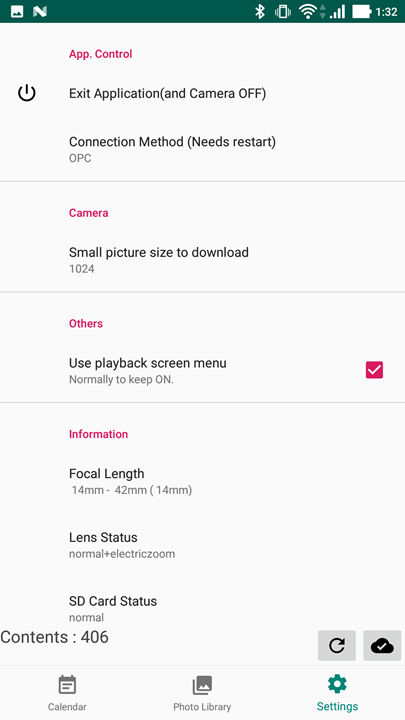 1:32
App. Control
Exit Application(and Camera OFF)
Connection Method (Needs restart)
OPC
Camera
Small picture size to download
1024
Others
Use playback screen menu
Normally to keep ON.
Information
Focal Length
14mm -  42mm ( 14mm)
Lens Status
normal+electriczoom
SD Card Status
normal
Contents : 406
Calendar
Photo Library
Settings